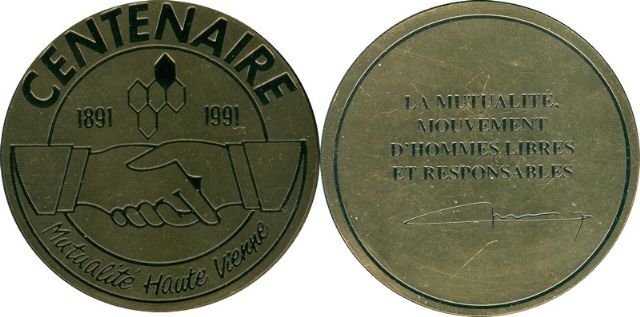 CENTENAIRE
1891 1991
Mutualité Haute Vienne
LA MUTUALITÉ,
MOUVEMENT
D'HOMMES LIBRES
ET RESPONSABLES